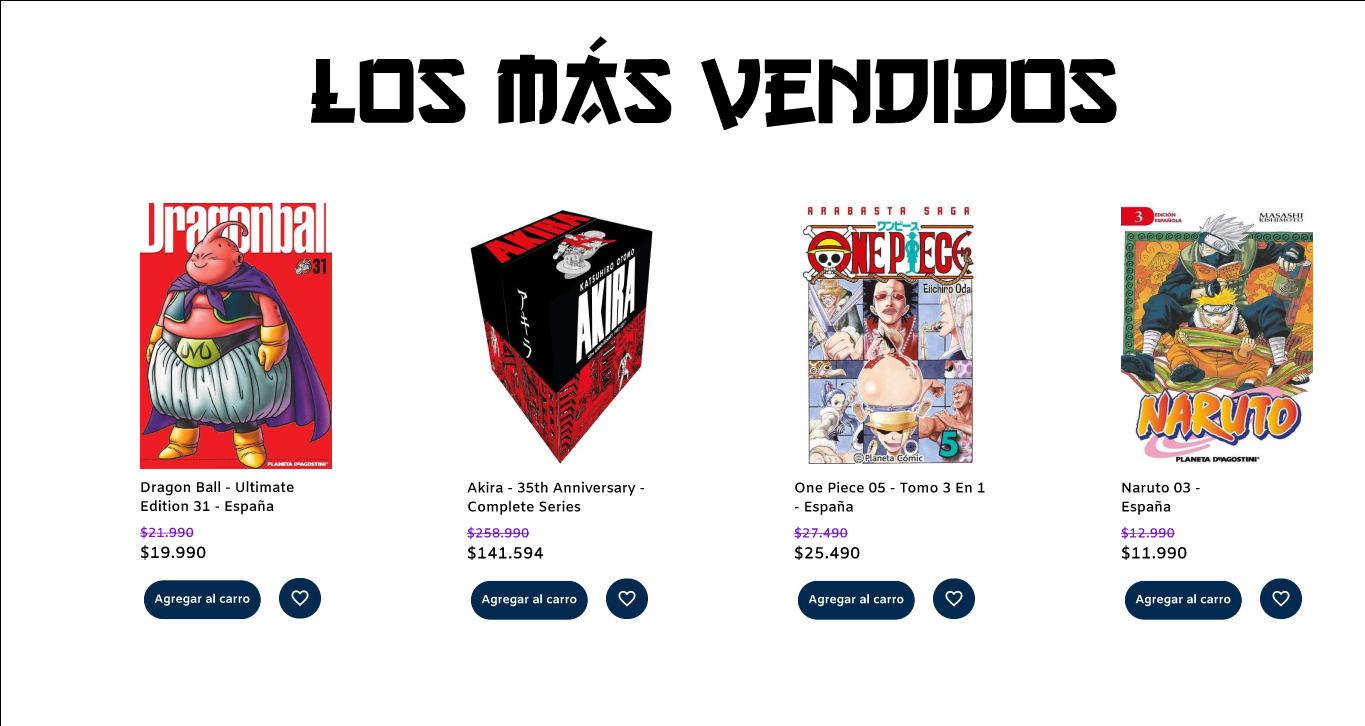 LOS MÁS VENDIDOS
Dragonball
31
PLANETA DeAGOSTINI
Dragon Ball - Ultimate
Edition 31 - España
$21.990
$19.990
Agregar al carro
AKIRA
KATSUHIRO OTOMO
AKIRA
アキラ
Akira - 35th Anniversary -
Complete Series
$258.990
$141.594
Agregar al carro
ARABASTA SAGA
ワンピース
ONE PIECE
Eiichiro Oda
5
Planeta Cómic
One Piece 05 - Tomo 3 En 1
- España
$27.490
$25.490
Agregar al carro
3
EDICIÓN
ESPAÑOLA
MASASHI
KISHIMOTO
NARUTO
PLANETA DeAGOSTINI
Naruto 03 -
España
$12.990
$11.990
Agregar al carro